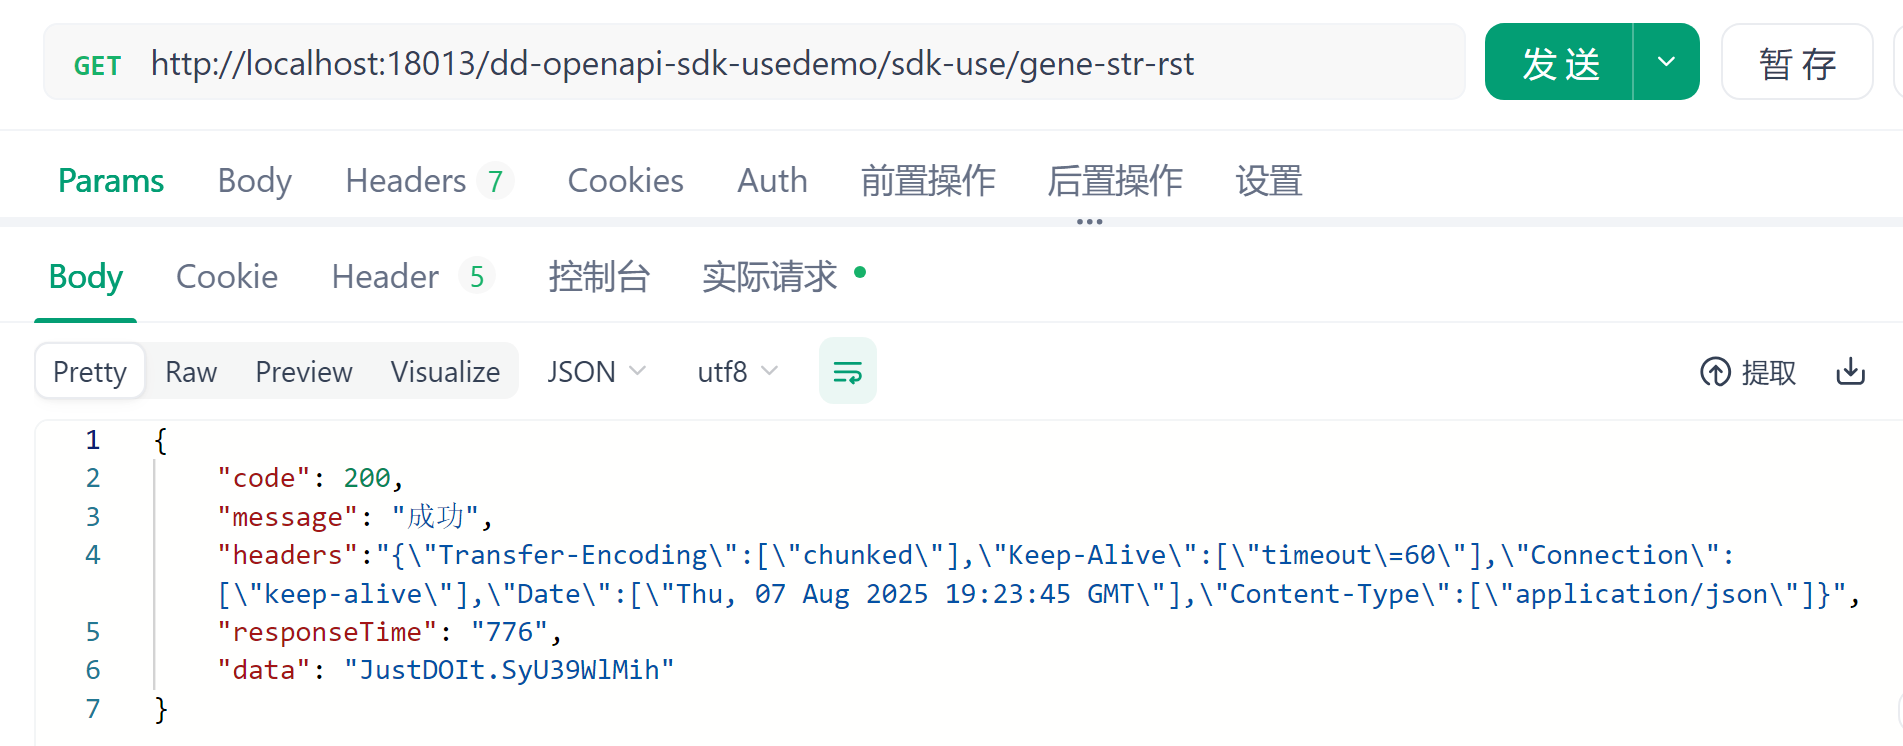 GET http://localhost:18013/dd-openapi-sdk-usedemo/sdk-use/gene-str-rst 发送 暂存
Params Body Headers 7 Cookies Auth 前置操作 后置操作 设置
Body Cookie Header 5 控制台 实际请求
Pretty Raw Preview Visualize JSON utf8 提取
1 {
2 "code": 200,
3 "message": "成功",
4 "headers":"{\"Transfer-Encoding\":[\"chunked\"],\"Keep-Alive\":[\"timeout\=60\"],\"Connection\":
[\"keep-alive\"],\"Date\":[\"Thu, 07 Aug 2025 19:23:45 GMT\"],\"Content-Type\":[\"application/json\"]}",
5 "responseTime": "776",
6 "data": "JustDOIt.SyU39WlMih"
7 }